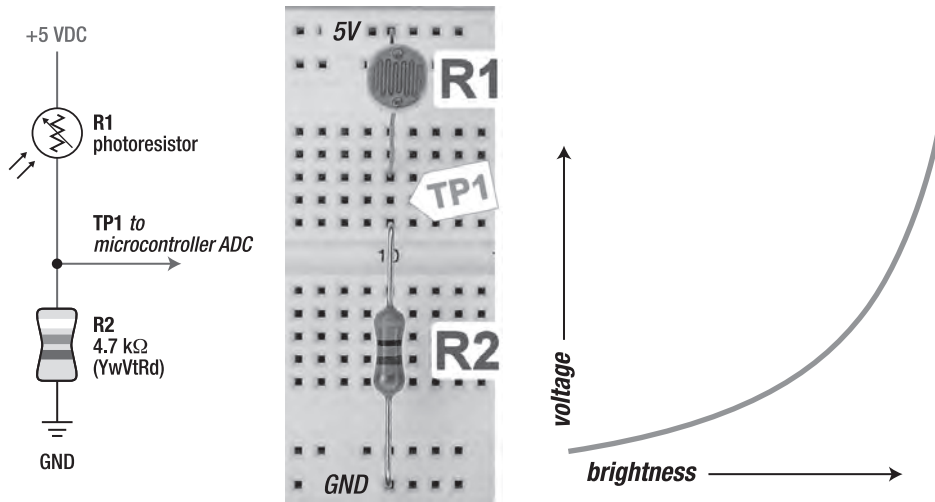 +5 VDC
R1
photoresistor
TP1 to
microcontroller ADC
R2
4.7 kΩ
(YwVtRd)
GND
5V
R1
TP1
10
R2
GND
voltage
brightness